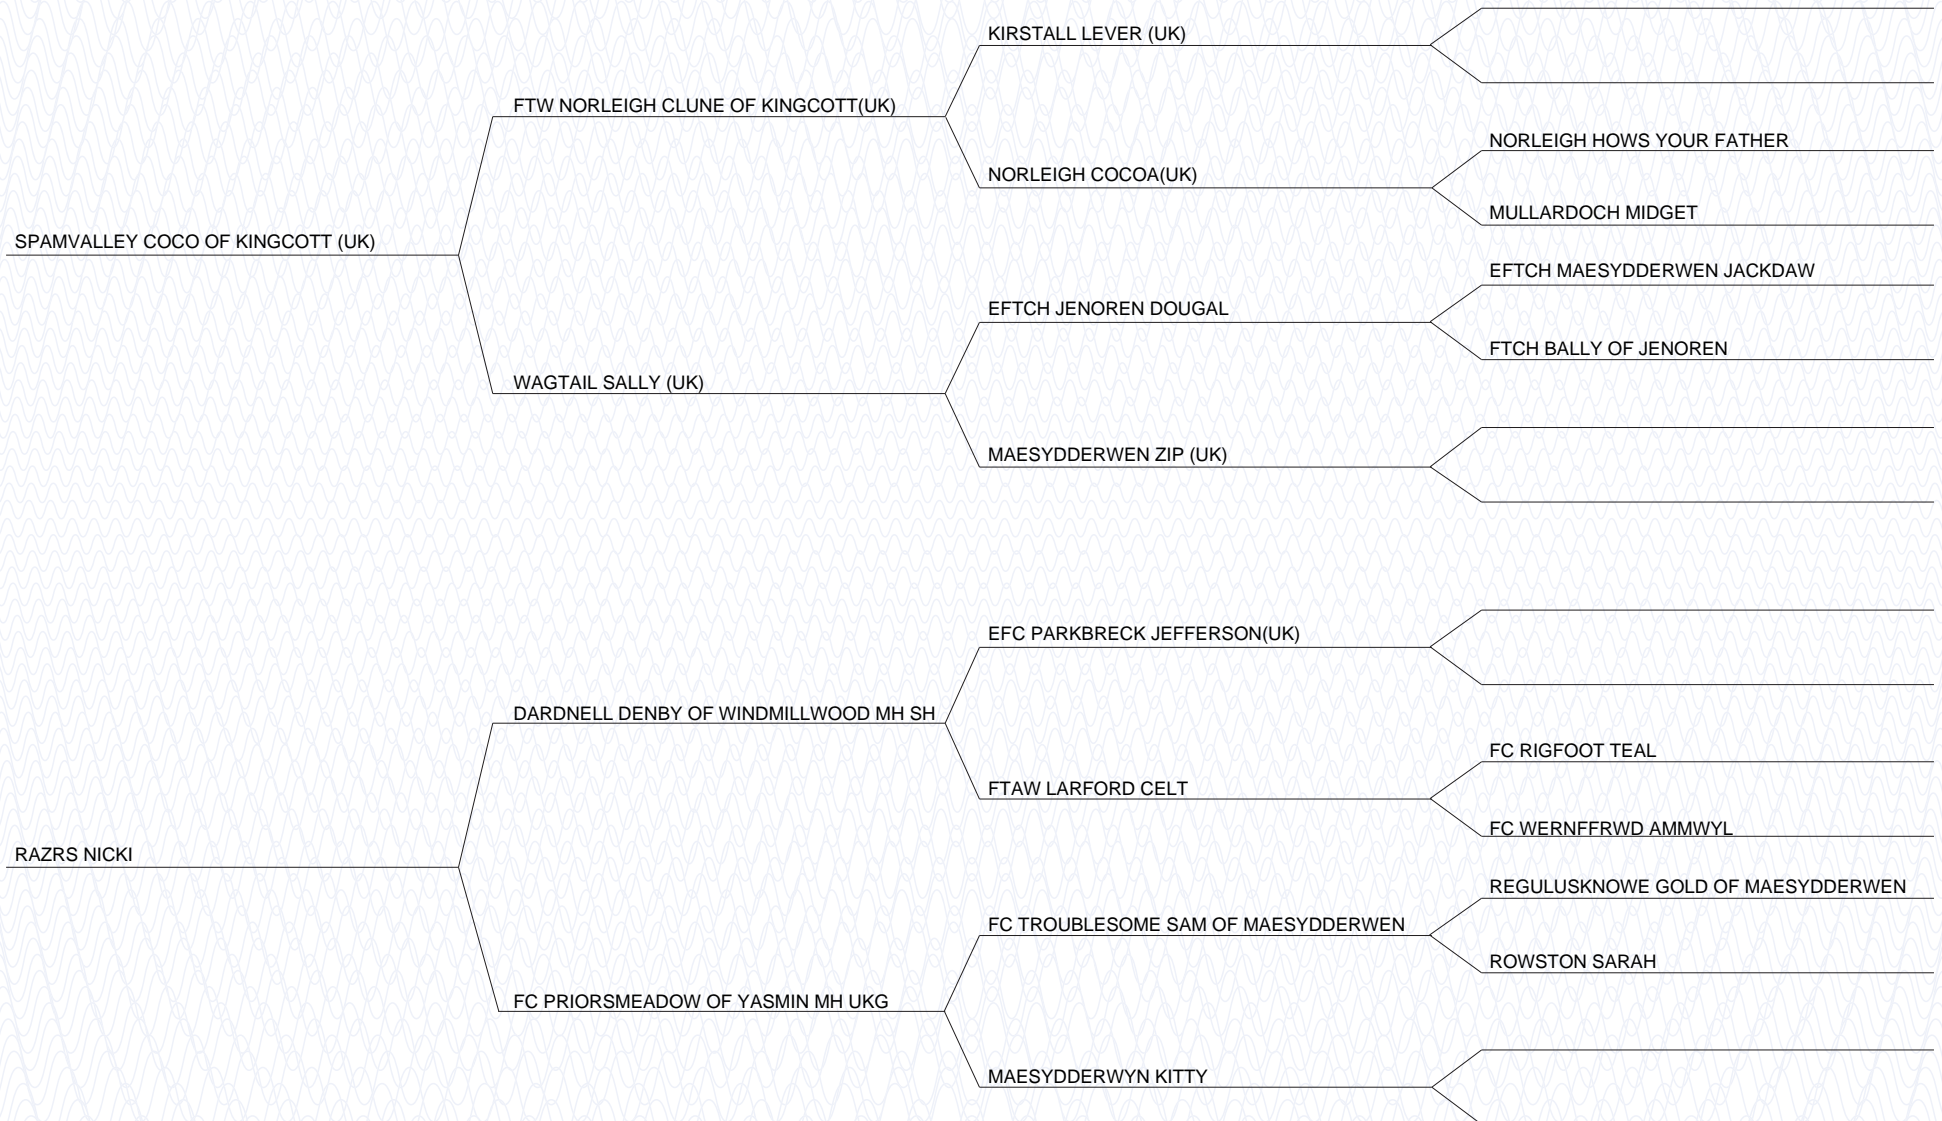 KIRSTALL LEVER (UK)
FTW NORLEIGH CLUNE OF KINGCOTT(UK)
NORLEIGH HOWS YOUR FATHER
NORLEIGH COCOA(UK)
MULLARDOCH MIDGET
SPAMVALLEY COCO OF KINGCOTT (UK)
EFTCH MAESYDDERWEN JACKDAW
EFTCH JENOREN DOUGAL
FTCH BALLY OF JENOREN
WAGTAIL SALLY (UK)
MAESYDDERWEN ZIP (UK)
EFC PARKBRECK JEFFERSON(UK)
DARDNELL DENBY OF WINDMILLWOOD MH SH
FC RIGFOOT TEAL
FTAW LARFORD CELT
FC WERNFFRWD AMMWYL
RAZRS NICKI
REGULUSKNOWE GOLD OF MAESYDDERWEN
FC TROUBLESOME SAM OF MAESYDDERWEN
ROWSTON SARAH
FC PRIORSMEADOW OF YASMIN MH UKG
MAESYDDERWYN KITTY